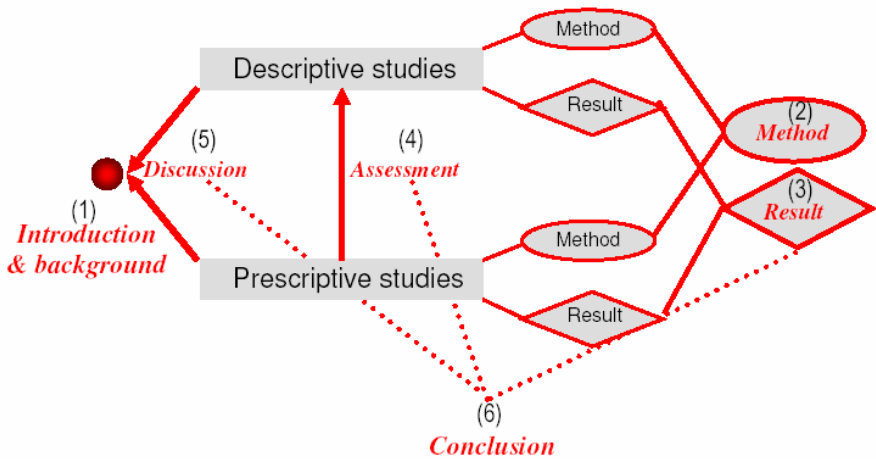 Method
Descriptive studies
Result
(2)
Method
(5)
Discussion
(4)
Assessment
(3)
Result
(1)
Introduction
& background
Method
Prescriptive studies
Result
(6)
Conclusion